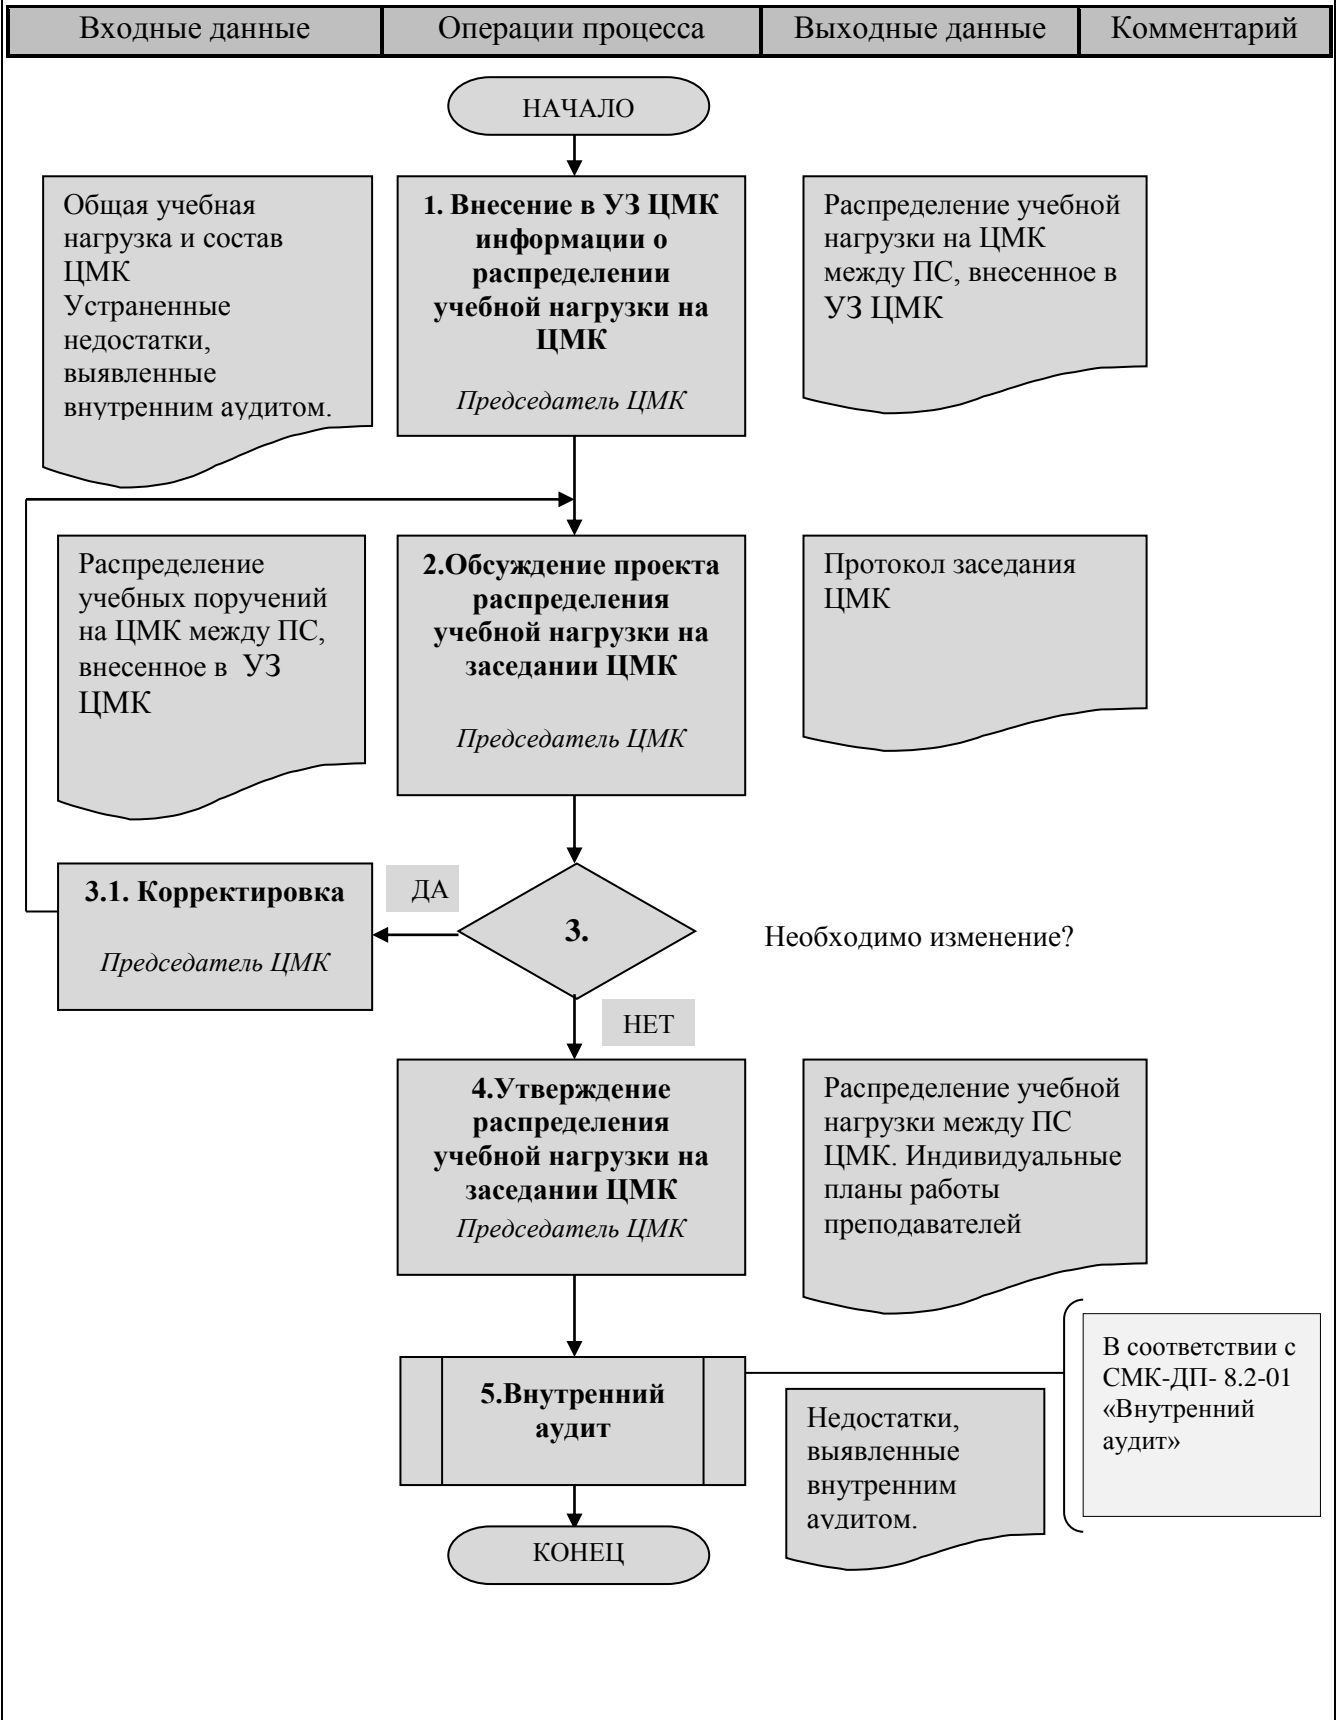 Входные данные
Операции процесса
Выходные данные
Комментарий
НАЧАЛО
Общая учебная
нагрузка и состав
ЦМК
Устраненные
недостатки,
выявленные
внутренним аудитом.
1. Внесение в УЗ ЦМК
информации о
распределении
учебной нагрузки на
ЦМК
Председатель ЦМК
Распределение учебной
нагрузки на ЦМК
между ПС, внесенное в
УЗ ЦМК
Распределение
учебных поручений
на ЦМК между ПС,
внесенное в УЗ
ЦМК
2.Обсуждение проекта
распределения
учебной нагрузки на
заседании ЦМК
Председатель ЦМК
Протокол заседания
ЦМК
3.1. Корректировка
Председатель ЦМК
ДА
3.
Необходимо изменение?
НЕТ
4.Утверждение
распределения
учебной нагрузки на
заседании ЦМК
Председатель ЦМК
Распределение учебной
нагрузки между ПС
ЦМК. Индивидуальные
планы работы
преподавателей
5.Внутренний
аудит
Недостатки,
выявленные
внутренним
аудитом.
В соответствии с
СМК-ДП- 8.2-01
«Внутренний
аудит»
КОНЕЦ